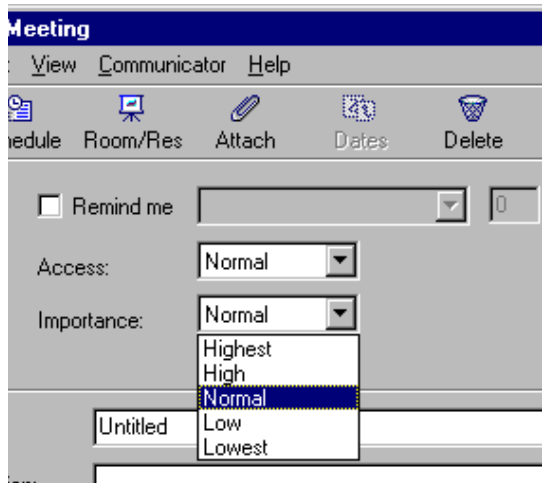 Meeting
View Communicator Help
Room/Res Attach Dates Delete
Remind me 0
Access: Normal
Importance: Normal
Highest
High
Normal
Low
Lowest
Untitled